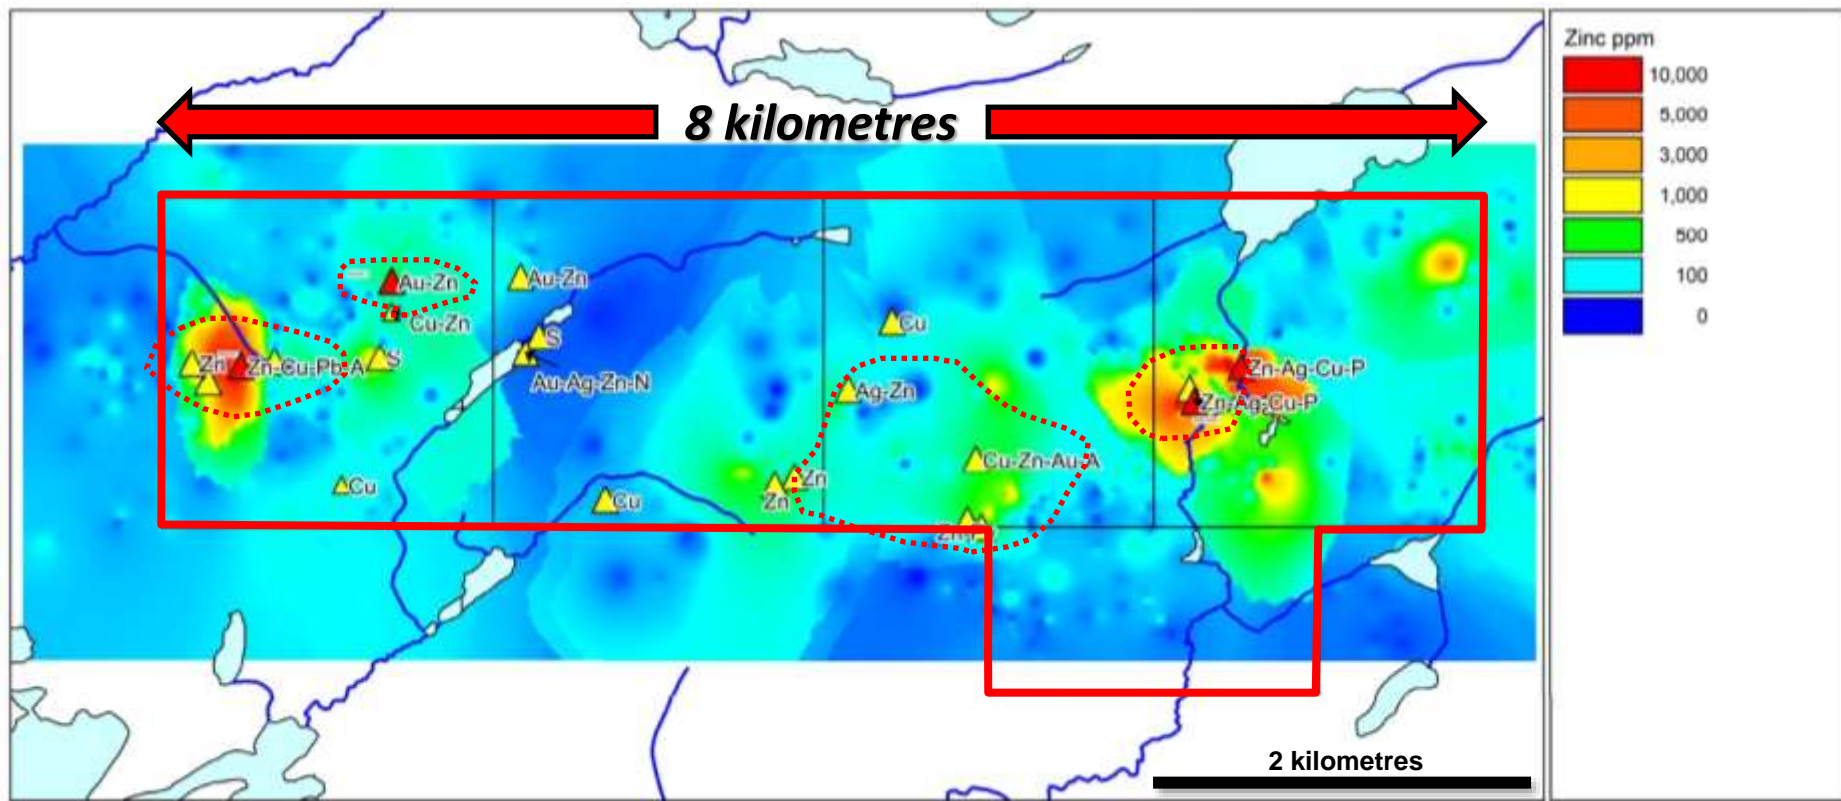 8 kilometres
Zinc ppm
10,000
5,000
3,000
1,000
500
100
0
Au-Zn
Cu-Zn
Au-Zn
S
Au-Ag-Zn-N
Cu
Zn
Zn-Cu-Pb-A
S
Ag-Zn
Zn-Ag-Cu-P
Zn-Ag-Cu-P
Cu-Zn-Au-A
Zn
Zn
Cu
Cu
2 kilometres